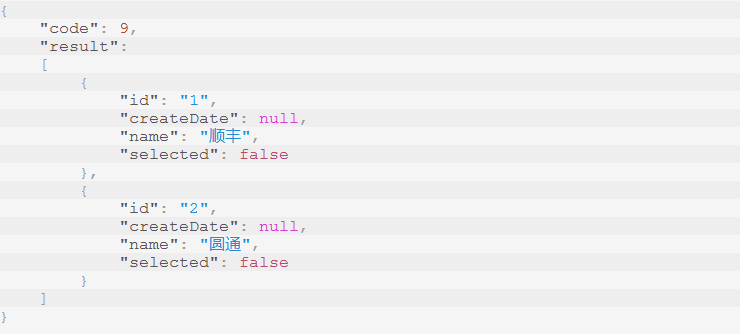 {
    "code": 9,
    "result":
    [
        {
            "id": "1",
            "createDate": null,
            "name": "顺丰",
            "selected": false
        },
        {
            "id": "2",
            "createDate": null,
            "name": "圆通",
            "selected": false
        }
    ]
}